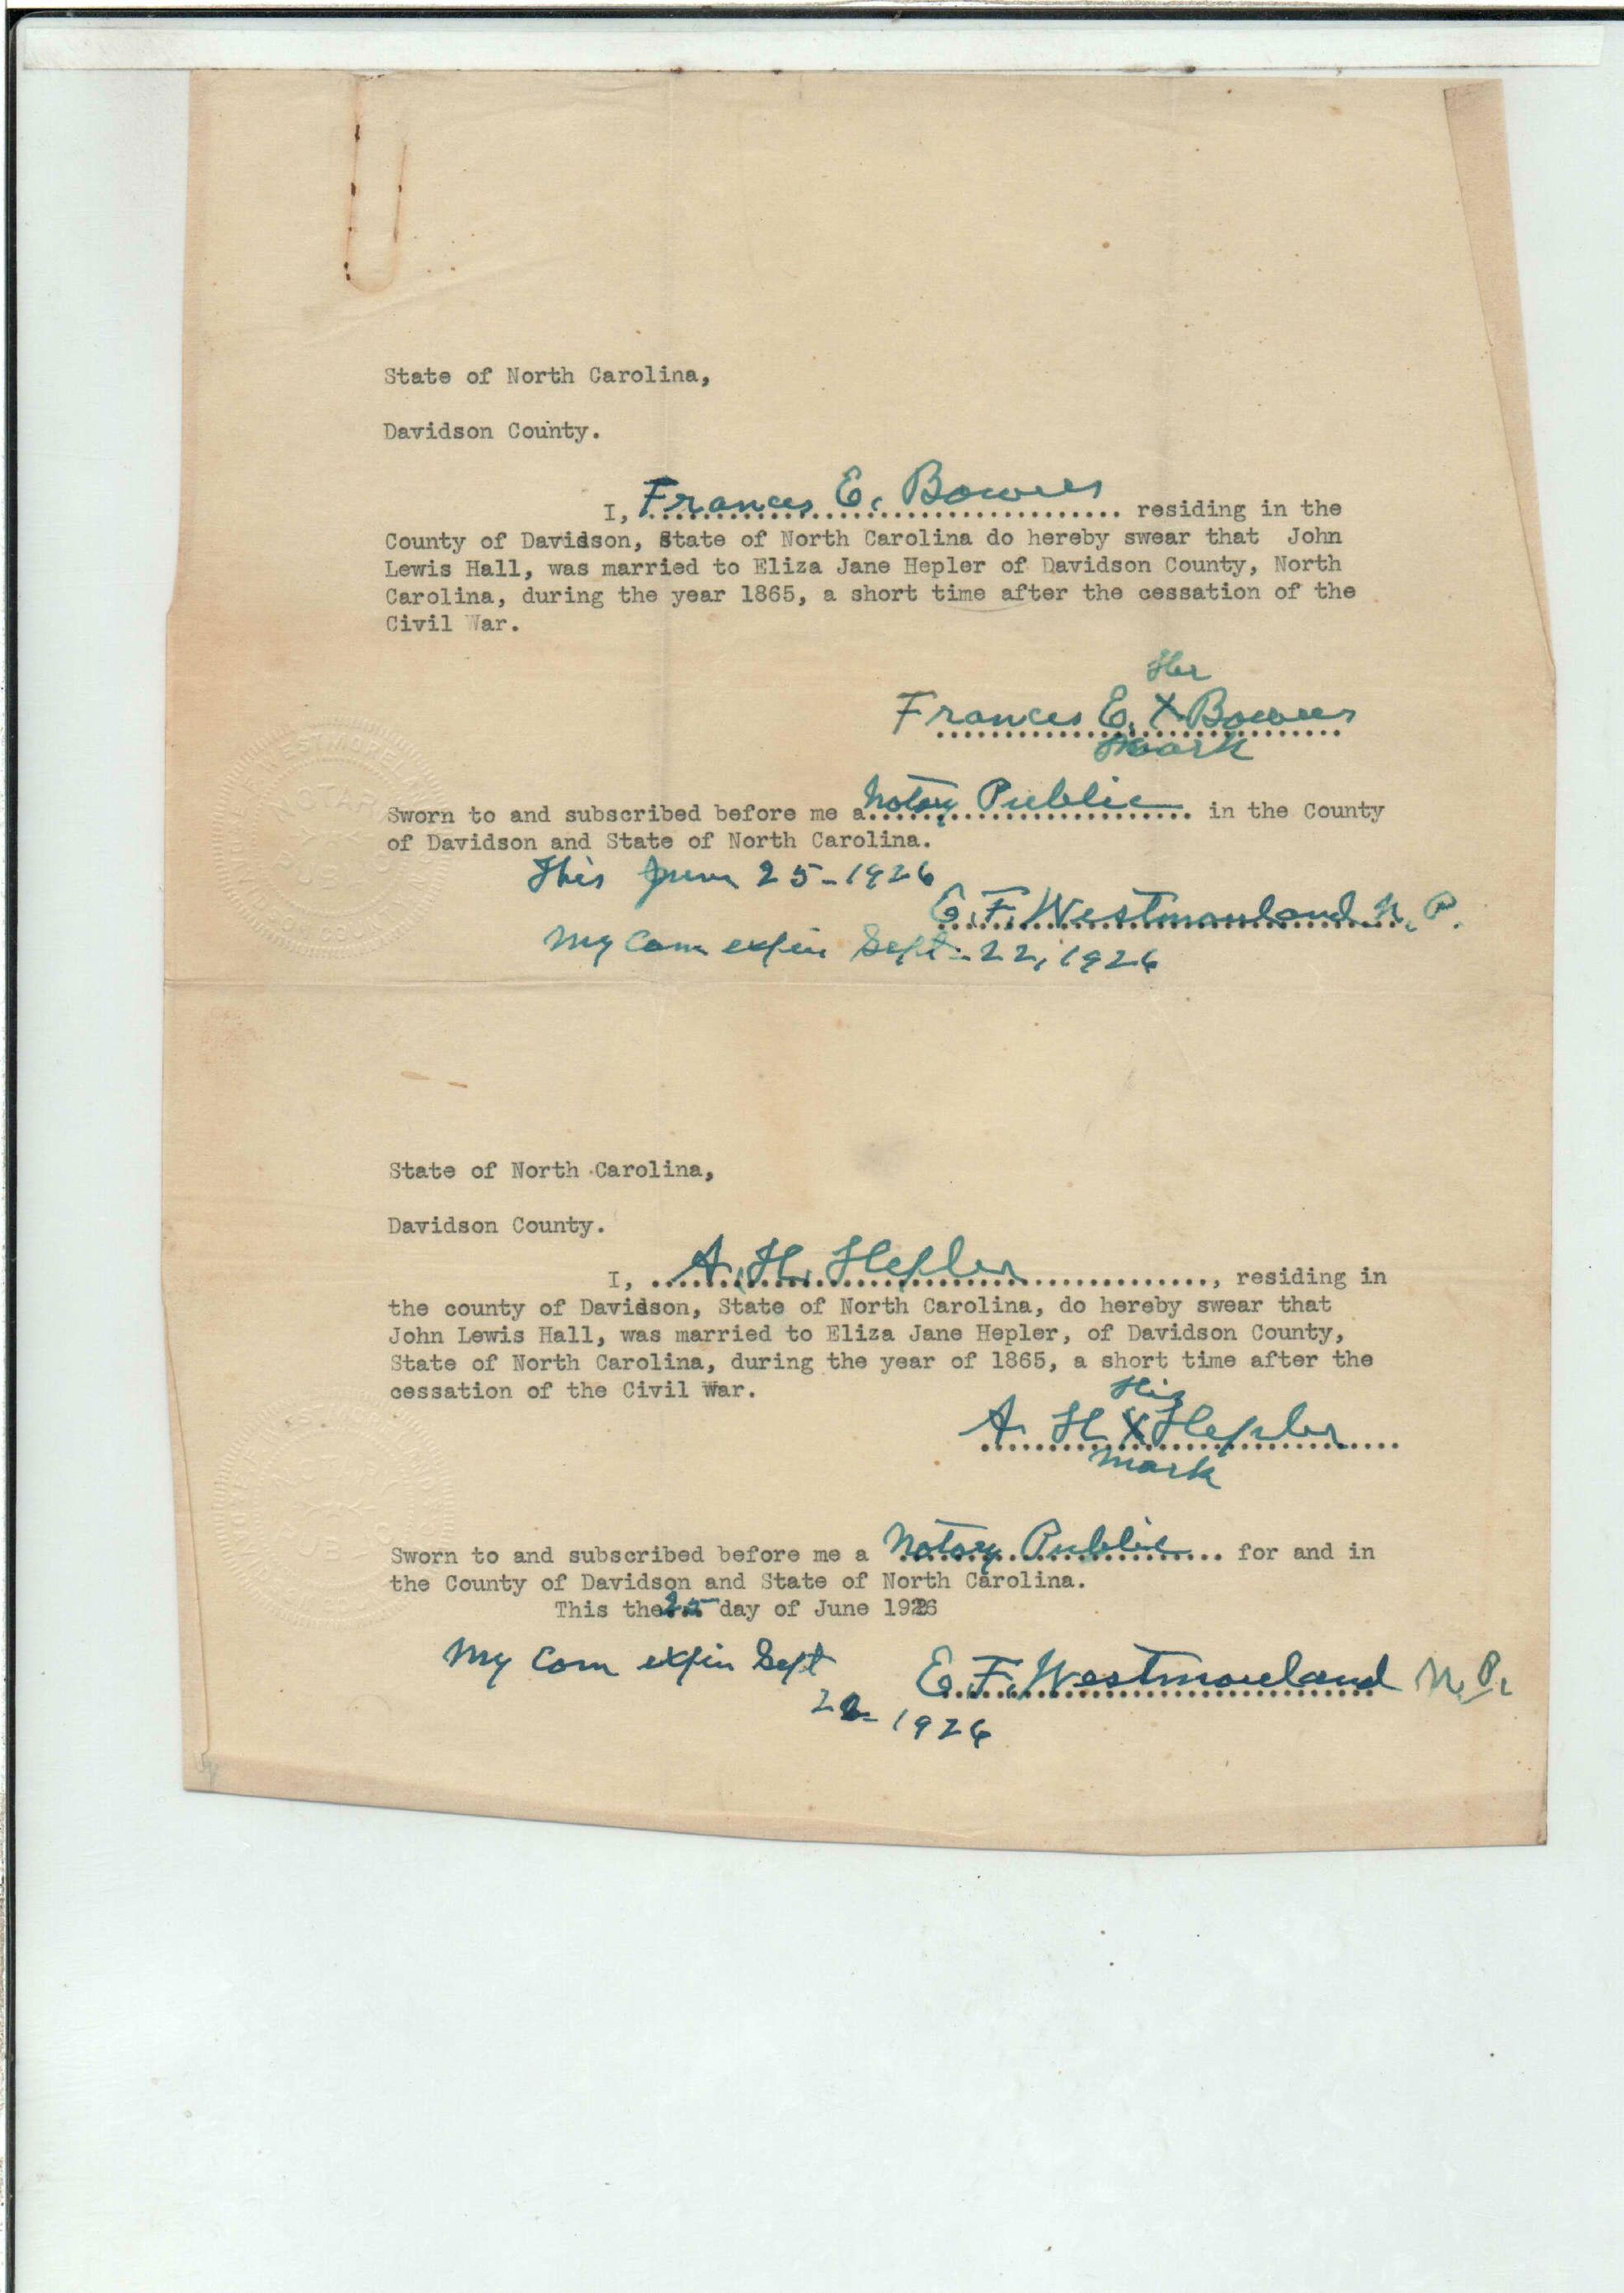 State of North Carolina,
Davidson County.
I, Frances E. Bowers residing in the
County of Davidson, State of North Carolina do hereby swear that John
Lewis Hall, was married to Eliza Jane Hepler of Davidson County, North
Carolina, during the year 1865, a short time after the cessation of the
Civil War.
Her
Frances E. X Bowers
Mark
Sworn to and subscribed before me a Notary Public in the County
of Davidson and State of North Carolina.
This June 25-1926
E. F. Westmoreland N. P.
My Com expires Sept. 22, 1926
State of North Carolina,
Davidson County.
I, A. H. Hepler, residing in
the county of Davidson, State of North Carolina, do hereby swear that
John Lewis Hall, was married to Eliza Jane Hepler, of Davidson County,
State of North Carolina, during the year of 1865, a short time after the
cessation of the Civil War.
His
A H X Hepler
Mark
Sworn to and subscribed before me a Notary Public for and in
the County of Davidson and State of North Carolina.
This the 25 day of June 1926
My Com expires Sept
22- 1926
E. F. Westmoreland N. P.